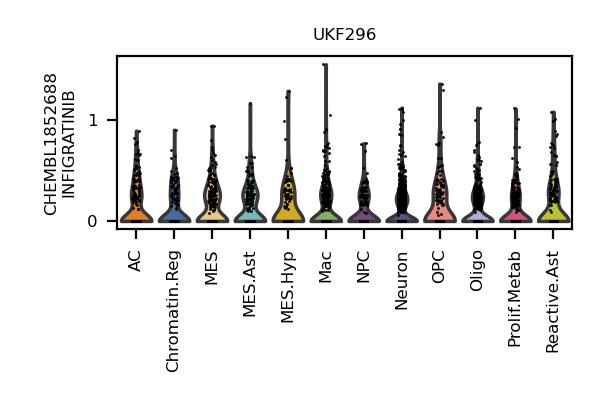 UKF296
CHEMBL1852688
INFIGRATINIB
1
0
AC
Chromatin.Reg
MES
MES.Ast
MES.Hyp
Mac
NPC
Neuron
OPC
Oligo
Prolif.Metab
Reactive.Ast